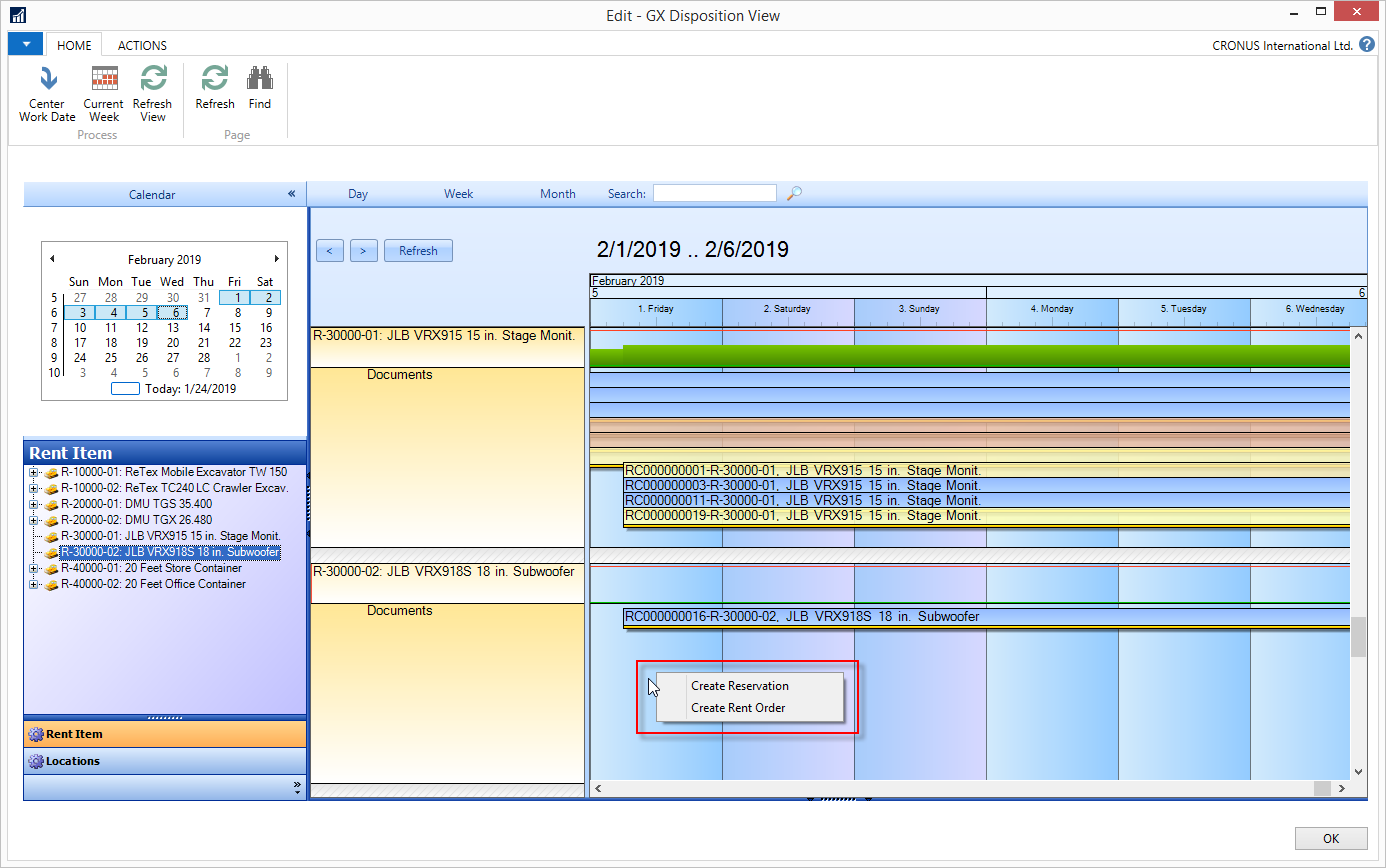 Edit - GX Disposition View
HOME ACTIONS CRONUS International Ltd. ?
Center Work Date
Current Week
Refresh View
Refresh
Find
Process Page
Calendar «
Day Week Month Search:
February 2019
Sun Mon Tue Wed Thu Fri Sat
5 27 28 29 30 31 1 2
6 3 4 5 6 7 8 9
7 10 11 12 13 14 15 16
8 17 18 19 20 21 22 23
9 24 25 26 27 28 1 2
10 3 4 5 6 7 8 9
Today: 1/24/2019
Rent Item
R-10000-01: ReTex Mobile Excavator TW 150
R-10000-02: ReTex TC240 LC Crawler Excav.
R-20000-01: DMU TGS 35.400
R-20000-02: DMU TGX 26.480
R-30000-01: JLB VRX915 15 in. Stage Monit.
R-30000-02: JLB VRX918S 18 in. Subwoofer
R-40000-01: 20 Feet Store Container
R-40000-02: 20 Feet Office Container
Rent Item
Locations
»
< > Refresh
2/1/2019 .. 2/6/2019
February 2019
5 6
1. Friday 2. Saturday 3. Sunday 4. Monday 5. Tuesday 6. Wednesday
R-30000-01: JLB VRX915 15 in. Stage Monit.
Documents
RC000000001-R-30000-01, JLB VRX915 15 in. Stage Monit.
RC000000003-R-30000-01, JLB VRX915 15 in. Stage Monit.
RC000000011-R-30000-01, JLB VRX915 15 in. Stage Monit.
RC000000019-R-30000-01, JLB VRX915 15 in. Stage Monit.
R-30000-02: JLB VRX918S 18 in. Subwoofer
Documents
RC000000016-R-30000-02, JLB VRX918S 18 in. Subwoofer
Create Reservation
Create Rent Order
OK